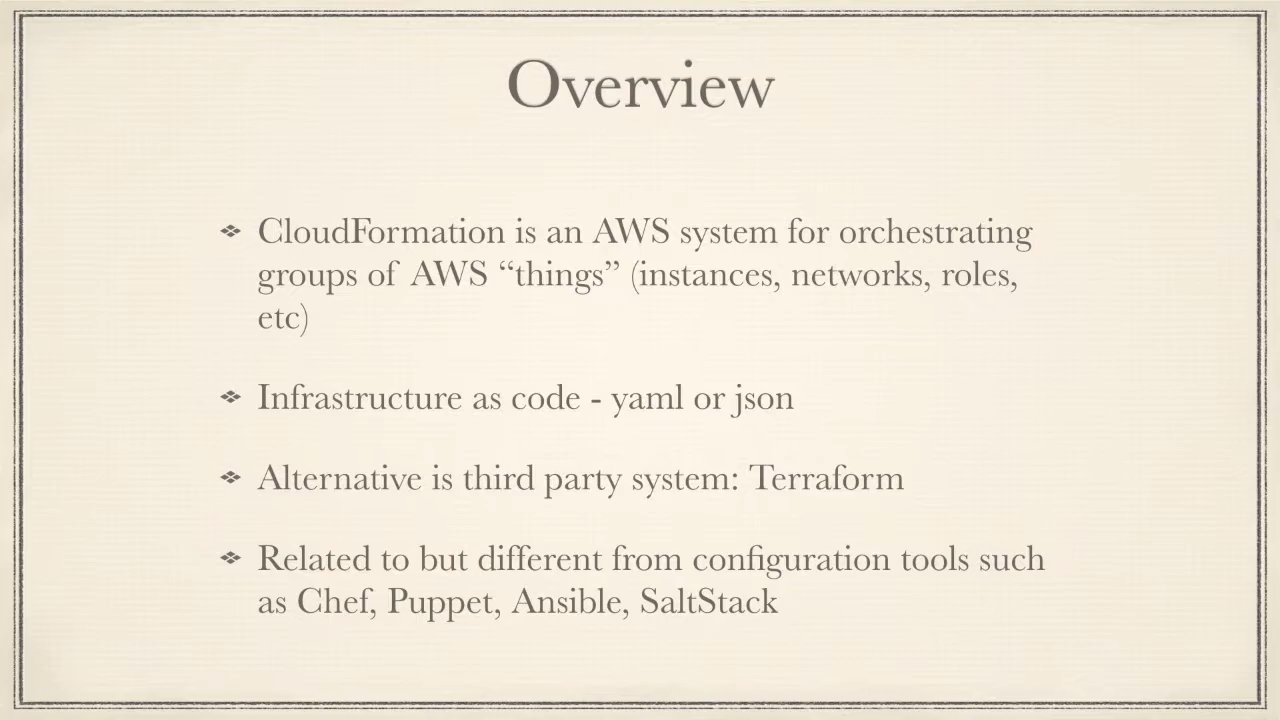 Overview
❖ CloudFormation is an AWS system for orchestrating
groups of AWS “things” (instances, networks, roles,
etc)
❖ Infrastructure as code - yaml or json
❖ Alternative is third party system: Terraform
❖ Related to but different from configuration tools such
as Chef, Puppet, Ansible, SaltStack